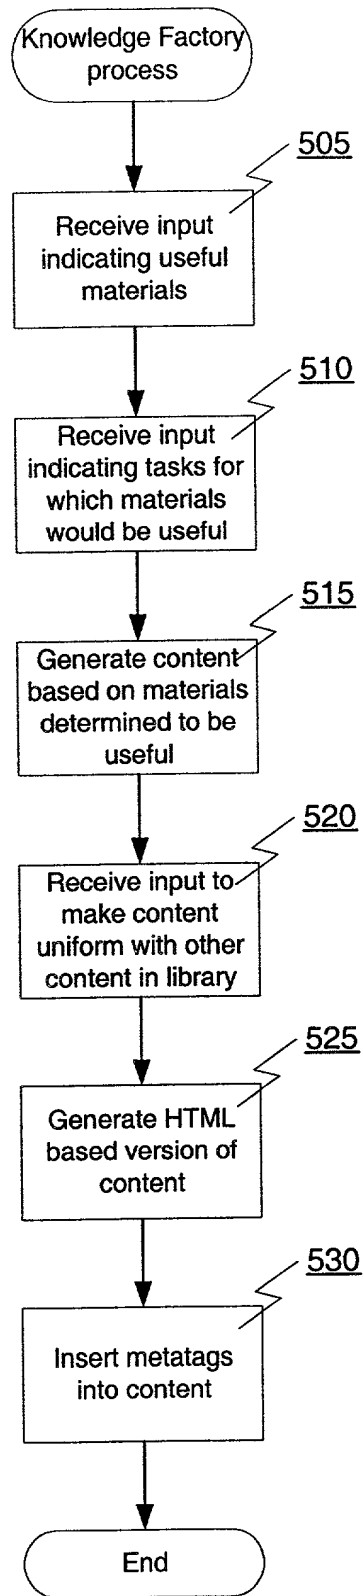 Knowledge Factory
process
505
Receive input
indicating useful
materials
510
Receive input
indicating tasks for
which materials
would be useful
515
Generate content
based on materials
determined to be
useful
520
Receive input to
make content
uniform with other
content in library
525
Generate HTML
based version of
content
530
Insert metatags
into content
End